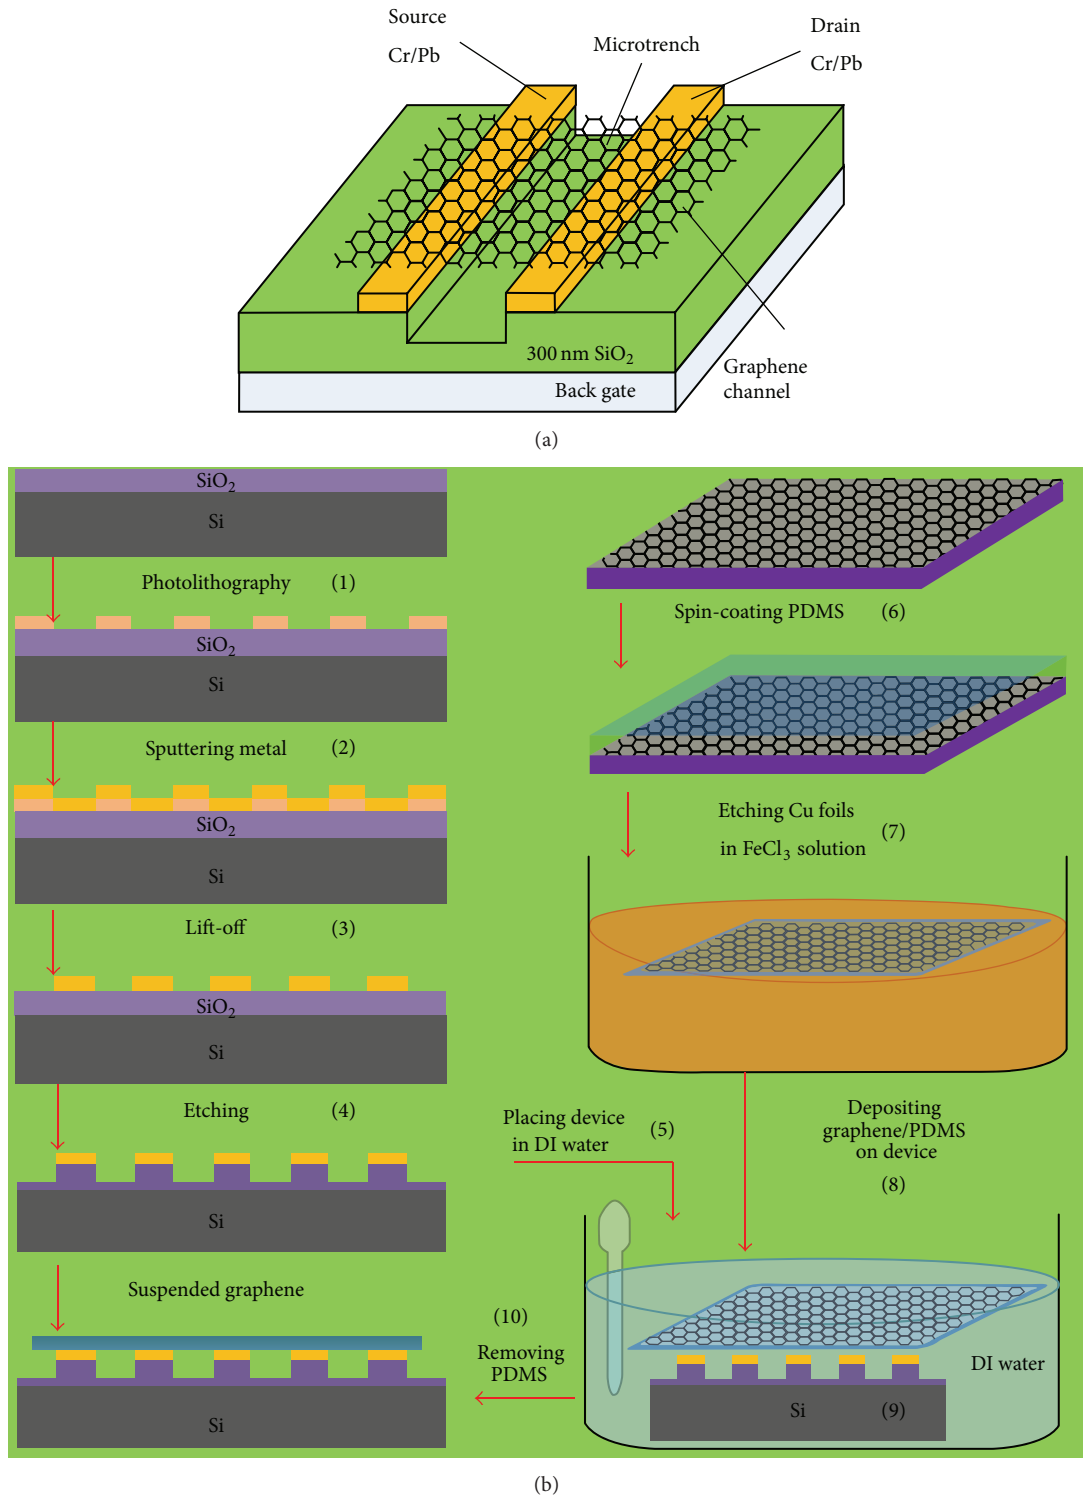 Source
Cr/Pb
Microtrench
Drain
Cr/Pb
300 nm SiO₂
Back gate
Graphene
channel
(a)
SiO₂
Si
Photolithography (1)
SiO₂
Si
Sputtering metal (2)
SiO₂
Si
Lift-off (3)
SiO₂
Si
Etching (4)
Si
Suspended graphene
Si
Placing device
in DI water
(5)
Spin-coating PDMS (6)
Etching Cu foils
in FeCl₃ solution
(7)
Depositing
graphene/PDMS
on device
(8)
DI water
Si (9)
(10)
Removing
PDMS
(b)